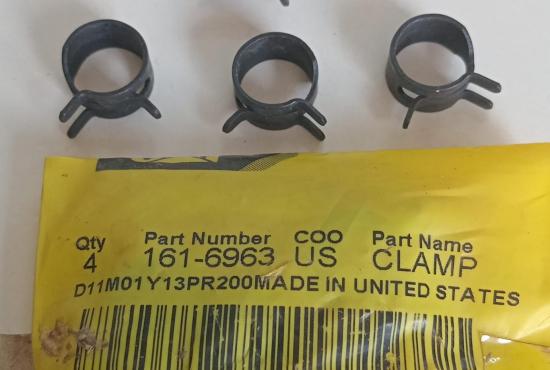 Qty Part Number COO Part Name
4 161-6963 US CLAMP
D11M01Y13PR200MADE IN UNITED STATES